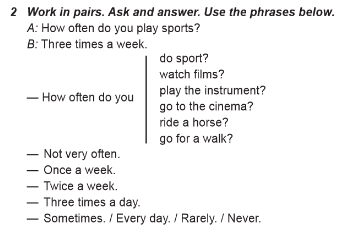 2 Work in pairs. Ask and answer. Use the phrases below.
A: How often do you play sports?
B: Three times a week.
do sport?
watch films?
play the instrument?
— How often do you
go to the cinema?
ride a horse?
go for a walk?
— Not very often.
— Once a week.
— Twice a week.
— Three times a day.
— Sometimes. / Every day. / Rarely. / Never.